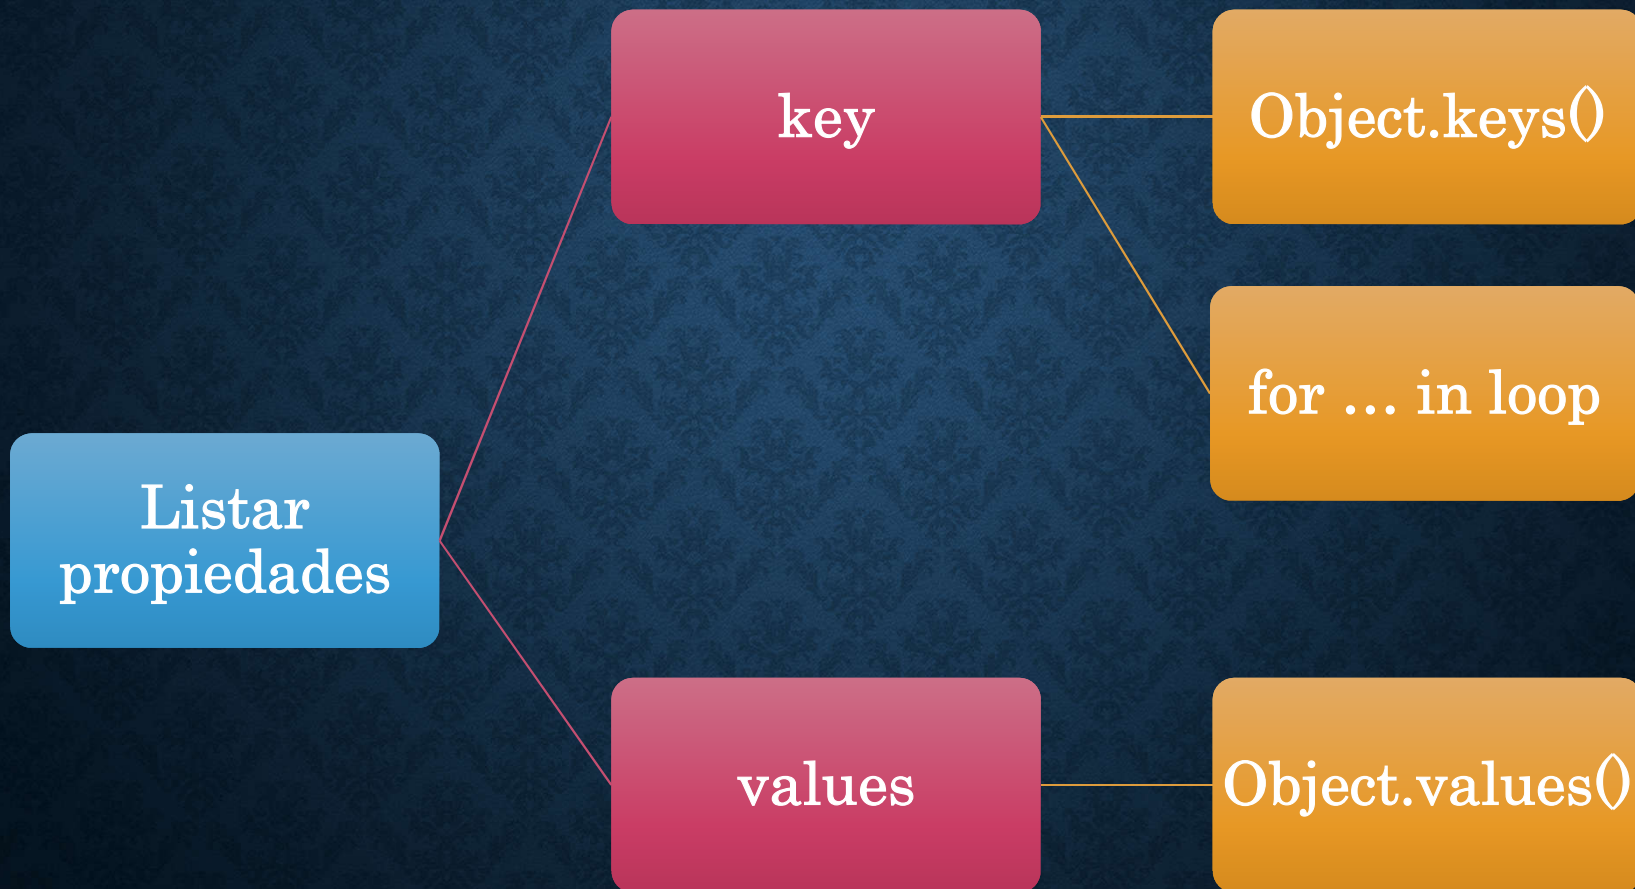 key
Object.keys()
for ... in loop
Listar
propiedades
values
Object.values()